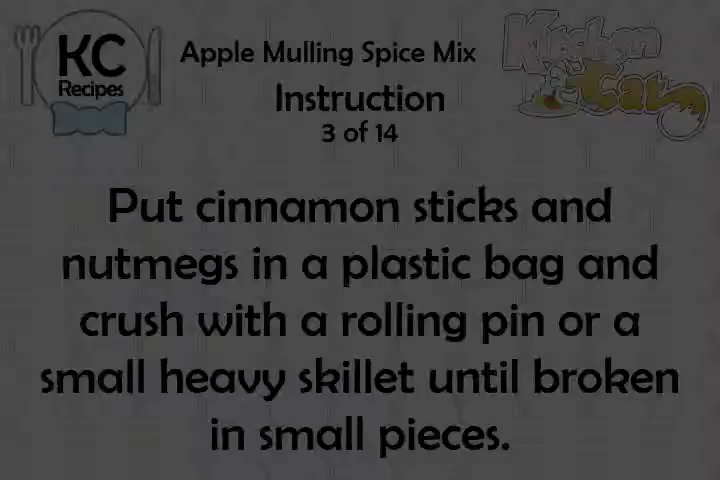 KC
Recipes
Apple Mulling Spice Mix
Instruction
3 of 14
Kitchen
Cat
Put cinnamon sticks and
nutmegs in a plastic bag and
crush with a rolling pin or a
small heavy skillet until broken
in small pieces.